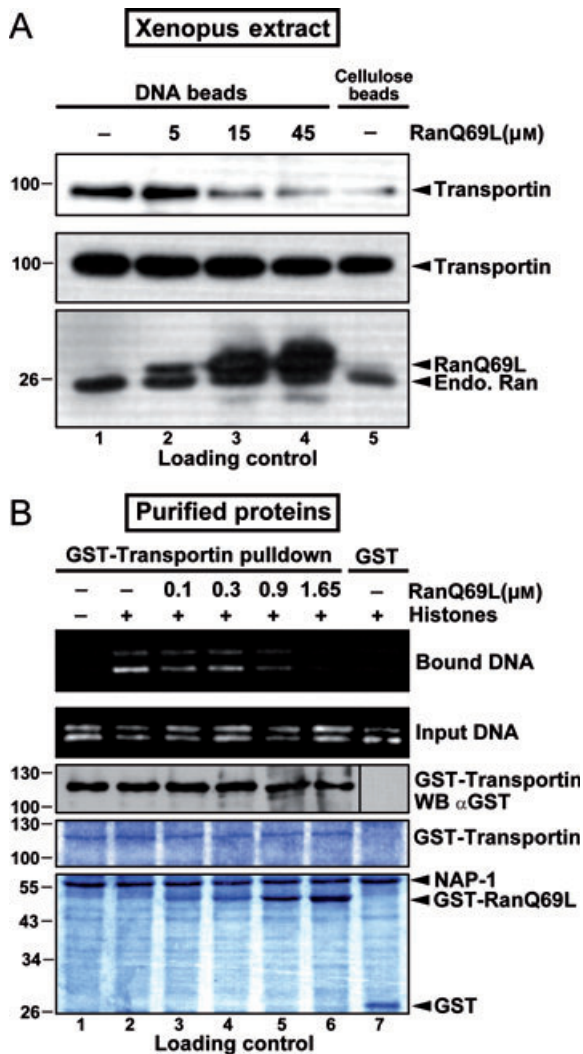 A Xenopus extract
DNA beads
Cellulose
beads
– 5 15 45 – RanQ69L(μM)
100 Transportin
100 Transportin
RanQ69L
26 Endo. Ran
1 2 3 4 5
Loading control
B Purified proteins
GST-Transportin pulldown GST
– – 0.1 0.3 0.9 1.65 – RanQ69L(μM)
– + + + + + + Histones
Bound DNA
Input DNA
130 GST-Transportin
100 WB αGST
130 GST-Transportin
100
55 NAP-1
GST-RanQ69L
43
34
26 GST
1 2 3 4 5 6 7
Loading control